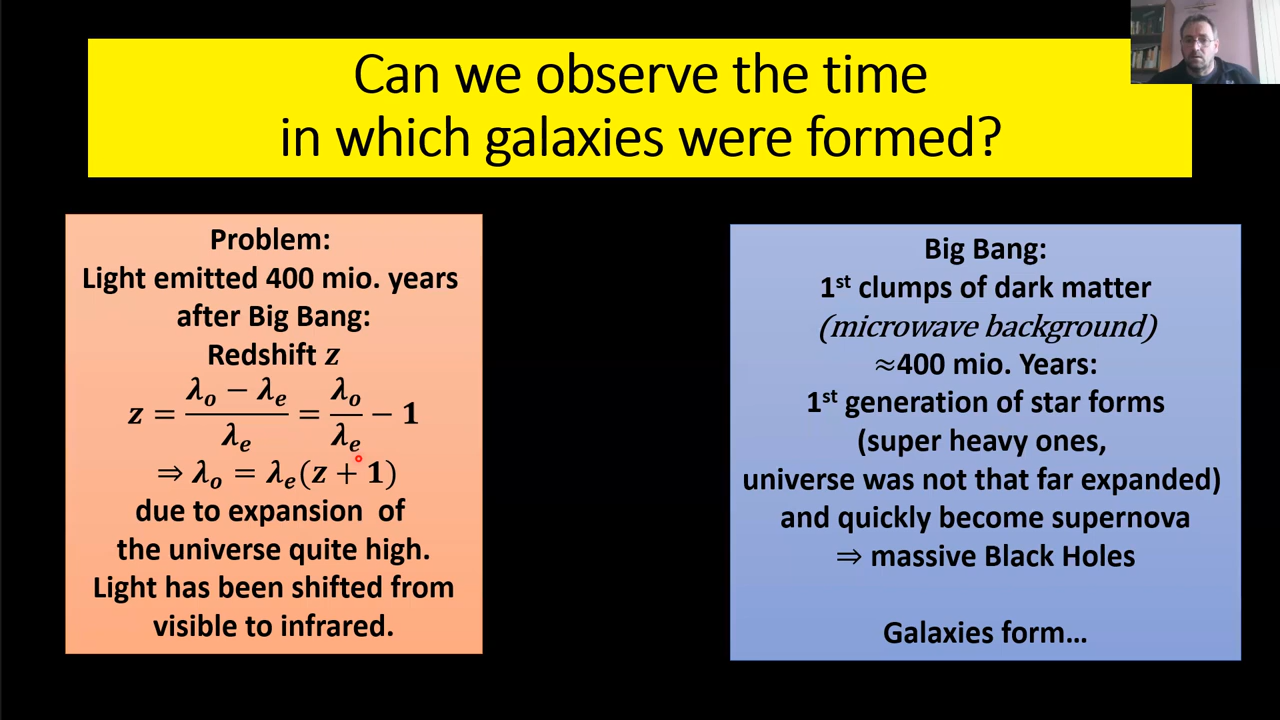 Can we observe the time
in which galaxies were formed?
Problem:
Light emitted 400 mio. years
after Big Bang:
Redshift z
z = (λₒ − λₑ)/λₑ = λₒ/λₑ − 1
⇒ λₒ = λₑ(z + 1)
due to expansion of
the universe quite high.
Light has been shifted from
visible to infrared.
Big Bang:
1st clumps of dark matter
(microwave background)
≈400 mio. Years:
1st generation of star forms
(super heavy ones,
universe was not that far expanded)
and quickly become supernova
⇒ massive Black Holes
Galaxies form…